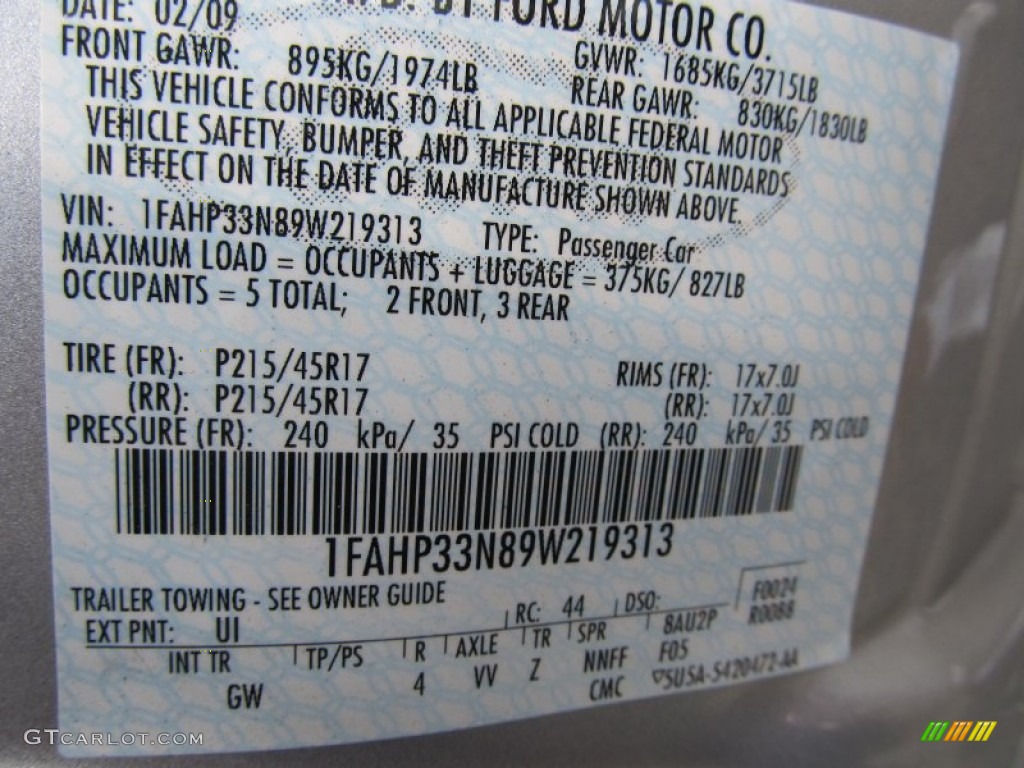 DATE: 02/09
BY FORD MOTOR CO.
FRONT GAWR: 895KG/1974LB
GVWR: 1685KG/3715LB
REAR GAWR: 830KG/1830LB
THIS VEHICLE CONFORMS TO ALL APPLICABLE FEDERAL MOTOR
VEHICLE SAFETY, BUMPER, AND THEFT PREVENTION STANDARDS
IN EFFECT ON THE DATE OF MANUFACTURE SHOWN ABOVE.
VIN: 1FAHP33N89W219313 TYPE: Passenger Car
MAXIMUM LOAD = OCCUPANTS + LUGGAGE = 375KG/ 827LB
OCCUPANTS = 5 TOTAL; 2 FRONT, 3 REAR
TIRE (FR): P215/45R17 RIMS (FR): 17x7.0J
(RR): P215/45R17 (RR): 17x7.0J
PRESSURE (FR): 240 kPa/ 35 PSI COLD (RR): 240 kPa/ 35 PSI COLD
1FAHP33N89W219313
TRAILER TOWING - SEE OWNER GUIDE
F0024
R0088
EXT PNT: UI RC: 44 DSO:
INT TR TP/PS R AXLE TR SPR 8AU2P
GW 4 VV Z NNFF F05
CMC 5U5A-5420472-AA
GTCARLOT.COM